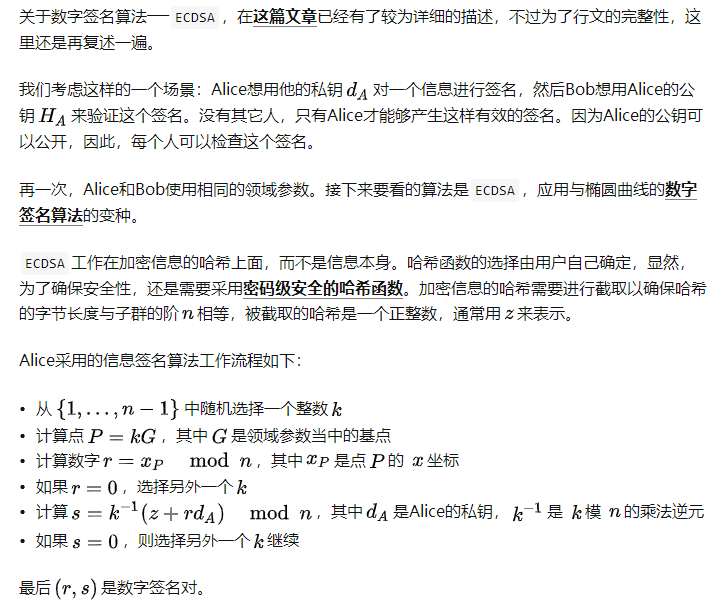 关于数字签名算法── ECDSA ，在这篇文章已经有了较为详细的描述，不过为了行文的完整性，这
里还是再复述一遍。
我们考虑这样的一个场景：Alice想用他的私钥 d_A 对一个信息进行签名，然后Bob想用Alice的公
钥 H_A 来验证这个签名。没有其它人，只有Alice才能够产生这样有效的签名。因为Alice的公钥可
以公开，因此，每个人可以检查这个签名。
再一次，Alice和Bob使用相同的领域参数。接下来要看的算法是 ECDSA ，应用与椭圆曲线的数字
签名算法的变种。
ECDSA 工作在加密信息的哈希上面，而不是信息本身。哈希函数的选择由用户自己确定，显然，
为了确保安全性，还是需要采用密码级安全的哈希函数。加密信息的哈希需要进行截取以确保哈希
的字节长度与子群的阶 n 相等，被截取的哈希是一个正整数，通常用 z 来表示。
Alice采用的信息签名算法工作流程如下：
• 从 {1, . . . , n − 1} 中随机选择一个整数 k
• 计算点 P = kG ，其中 G 是领域参数当中的基点
• 计算数字 r = x_P mod n ，其中 x_P 是点 P 的 x 坐标
• 如果 r = 0 ，选择另外一个 k
• 计算 s = k^{-1}(z + rd_A) mod n ，其中 d_A 是Alice的私钥， k^{-1} 是 k 模 n 的乘法逆元
• 如果 s = 0 ，则选择另外一个 k 继续
最后 (r, s) 是数字签名对。